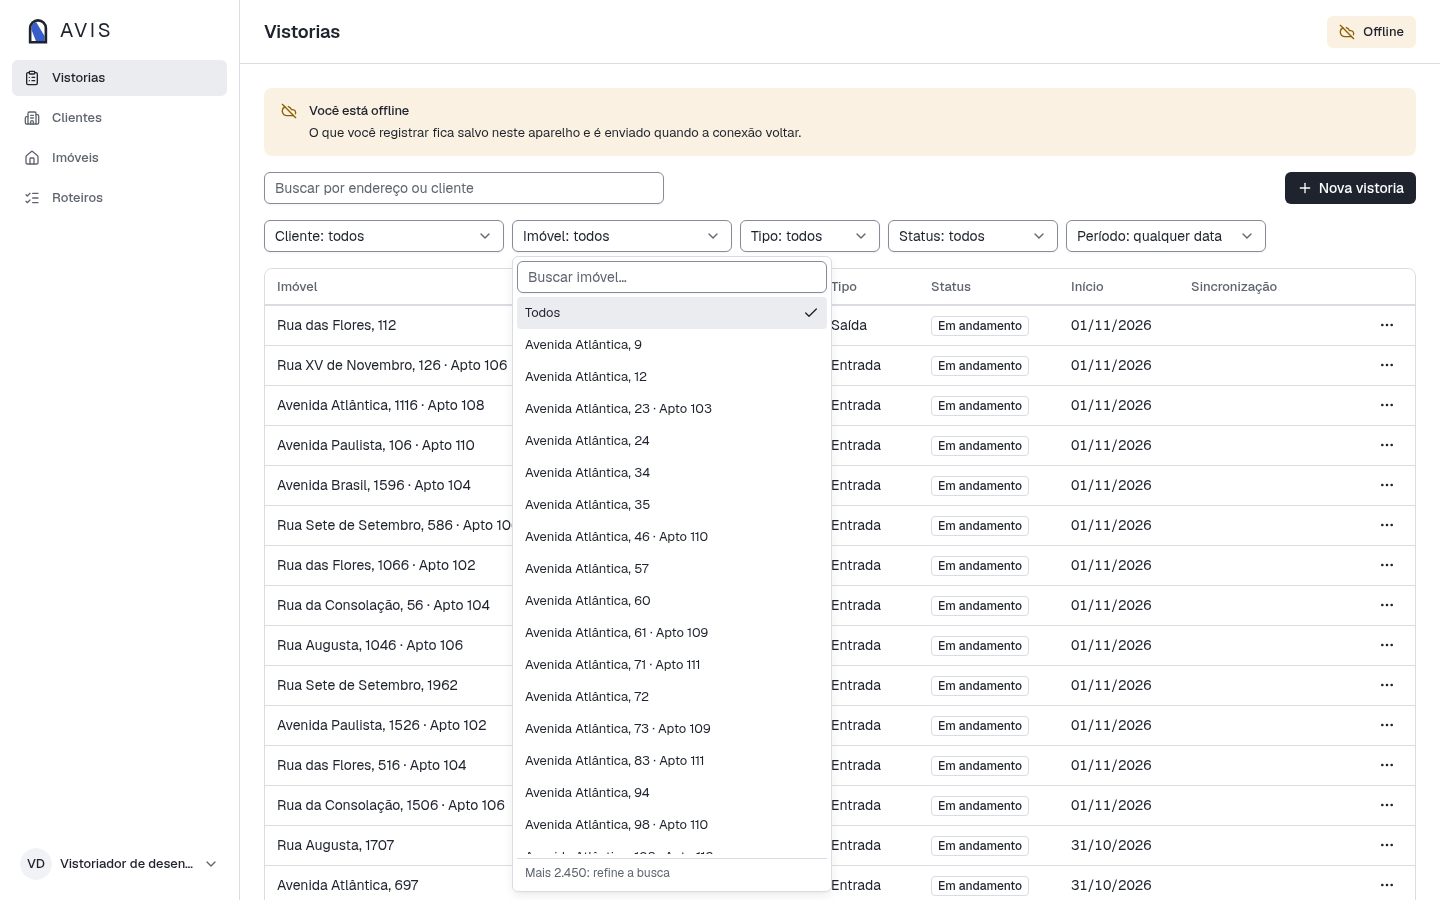 AVIS
Vistorias
Offline
Vistorias
Clientes
Imóveis
Roteiros
Você está offline
O que você registrar fica salvo neste aparelho e é enviado quando a conexão voltar.
Buscar por endereço ou cliente
Nova vistoria
Cliente: todos
Imóvel: todos
Tipo: todos
Status: todos
Período: qualquer data
Imóvel
Tipo
Status
Início
Sincronização
Rua das Flores, 112
Saída
Em andamento
01/11/2026
Rua XV de Novembro, 126 · Apto 106
Entrada
Em andamento
01/11/2026
Avenida Atlântica, 1116 · Apto 108
Entrada
Em andamento
01/11/2026
Avenida Paulista, 106 · Apto 110
Entrada
Em andamento
01/11/2026
Avenida Brasil, 1596 · Apto 104
Entrada
Em andamento
01/11/2026
Rua Sete de Setembro, 586 · Apto
Entrada
Em andamento
01/11/2026
Rua das Flores, 1066 · Apto 102
Entrada
Em andamento
01/11/2026
Rua da Consolação, 56 · Apto 104
Entrada
Em andamento
01/11/2026
Rua Augusta, 1046 · Apto 106
Entrada
Em andamento
01/11/2026
Rua Sete de Setembro, 1962
Entrada
Em andamento
01/11/2026
Avenida Paulista, 1526 · Apto 102
Entrada
Em andamento
01/11/2026
Rua das Flores, 516 · Apto 104
Entrada
Em andamento
01/11/2026
Rua da Consolação, 1506 · Apto 106
Entrada
Em andamento
01/11/2026
Rua Augusta, 1707
Entrada
Em andamento
31/10/2026
Avenida Atlântica, 697
Entrada
Em andamento
31/10/2026
Buscar imóvel...
Todos
Avenida Atlântica, 9
Avenida Atlântica, 12
Avenida Atlântica, 23 · Apto 103
Avenida Atlântica, 24
Avenida Atlântica, 34
Avenida Atlântica, 35
Avenida Atlântica, 46 · Apto 110
Avenida Atlântica, 57
Avenida Atlântica, 60
Avenida Atlântica, 61 · Apto 109
Avenida Atlântica, 71 · Apto 111
Avenida Atlântica, 72
Avenida Atlântica, 73 · Apto 109
Avenida Atlântica, 83 · Apto 111
Avenida Atlântica, 94
Avenida Atlântica, 98 · Apto 110
Mais 2.450: refine a busca
VD
Vistoriador de desen...